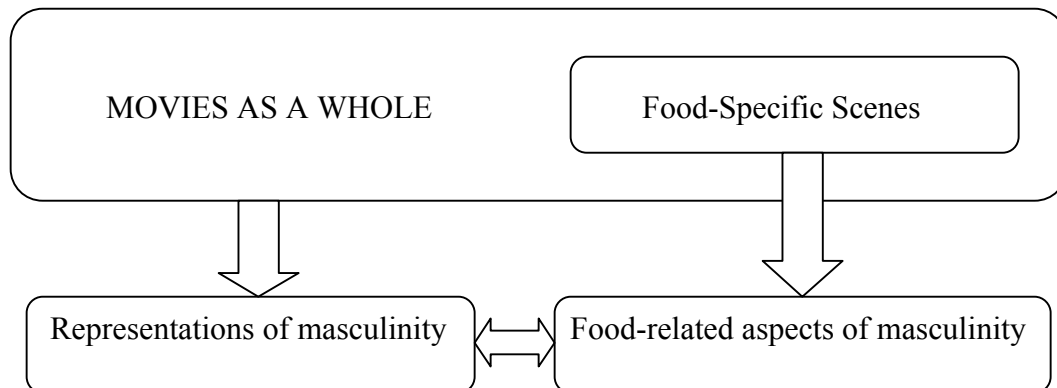 MOVIES AS A WHOLE
Food-Specific Scenes
Representations of masculinity
Food-related aspects of masculinity